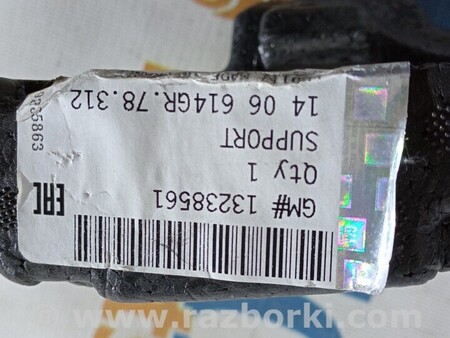 GM# 13238561
Qty 1
SUPPORT
14 06 614GR.78.312
EAC
www.razborki.com